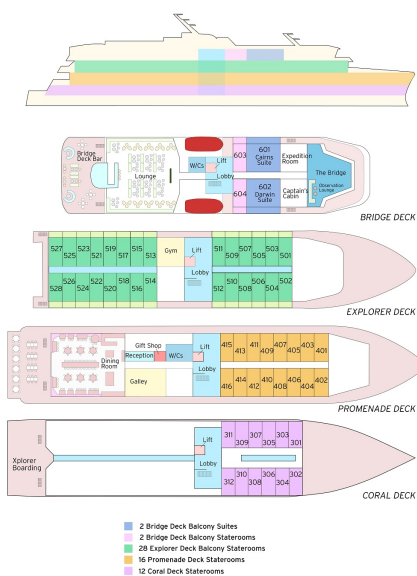 Bridge
Deck Bar
Lounge
W/Cs
Lift
Lobby
603
604
601
Cairns
Suite
602
Darwin
Suite
Expedition
Room
Captain's
Cabin
The Bridge
Observation
Lounge
BRIDGE DECK
527 525 523 521 519 517 515 513
528 526 524 522 520 518 516 514
Gym
Lift
Lobby
511 509 507 505 503 501
512 510 508 506 504 502
EXPLORER DECK
Dining
Room
Gift Shop
Reception
W/Cs
Galley
Lift
Lobby
415 413 411 409 407 405 403 401
416 414 412 410 408 406 404 402
PROMENADE DECK
Xplorer
Boarding
Lift
Lobby
311 309 307 305 303 301
312 310 308 306 304 302
CORAL DECK
2 Bridge Deck Balcony Suites
2 Bridge Deck Balcony Staterooms
28 Explorer Deck Balcony Staterooms
16 Promenade Deck Staterooms
12 Coral Deck Staterooms